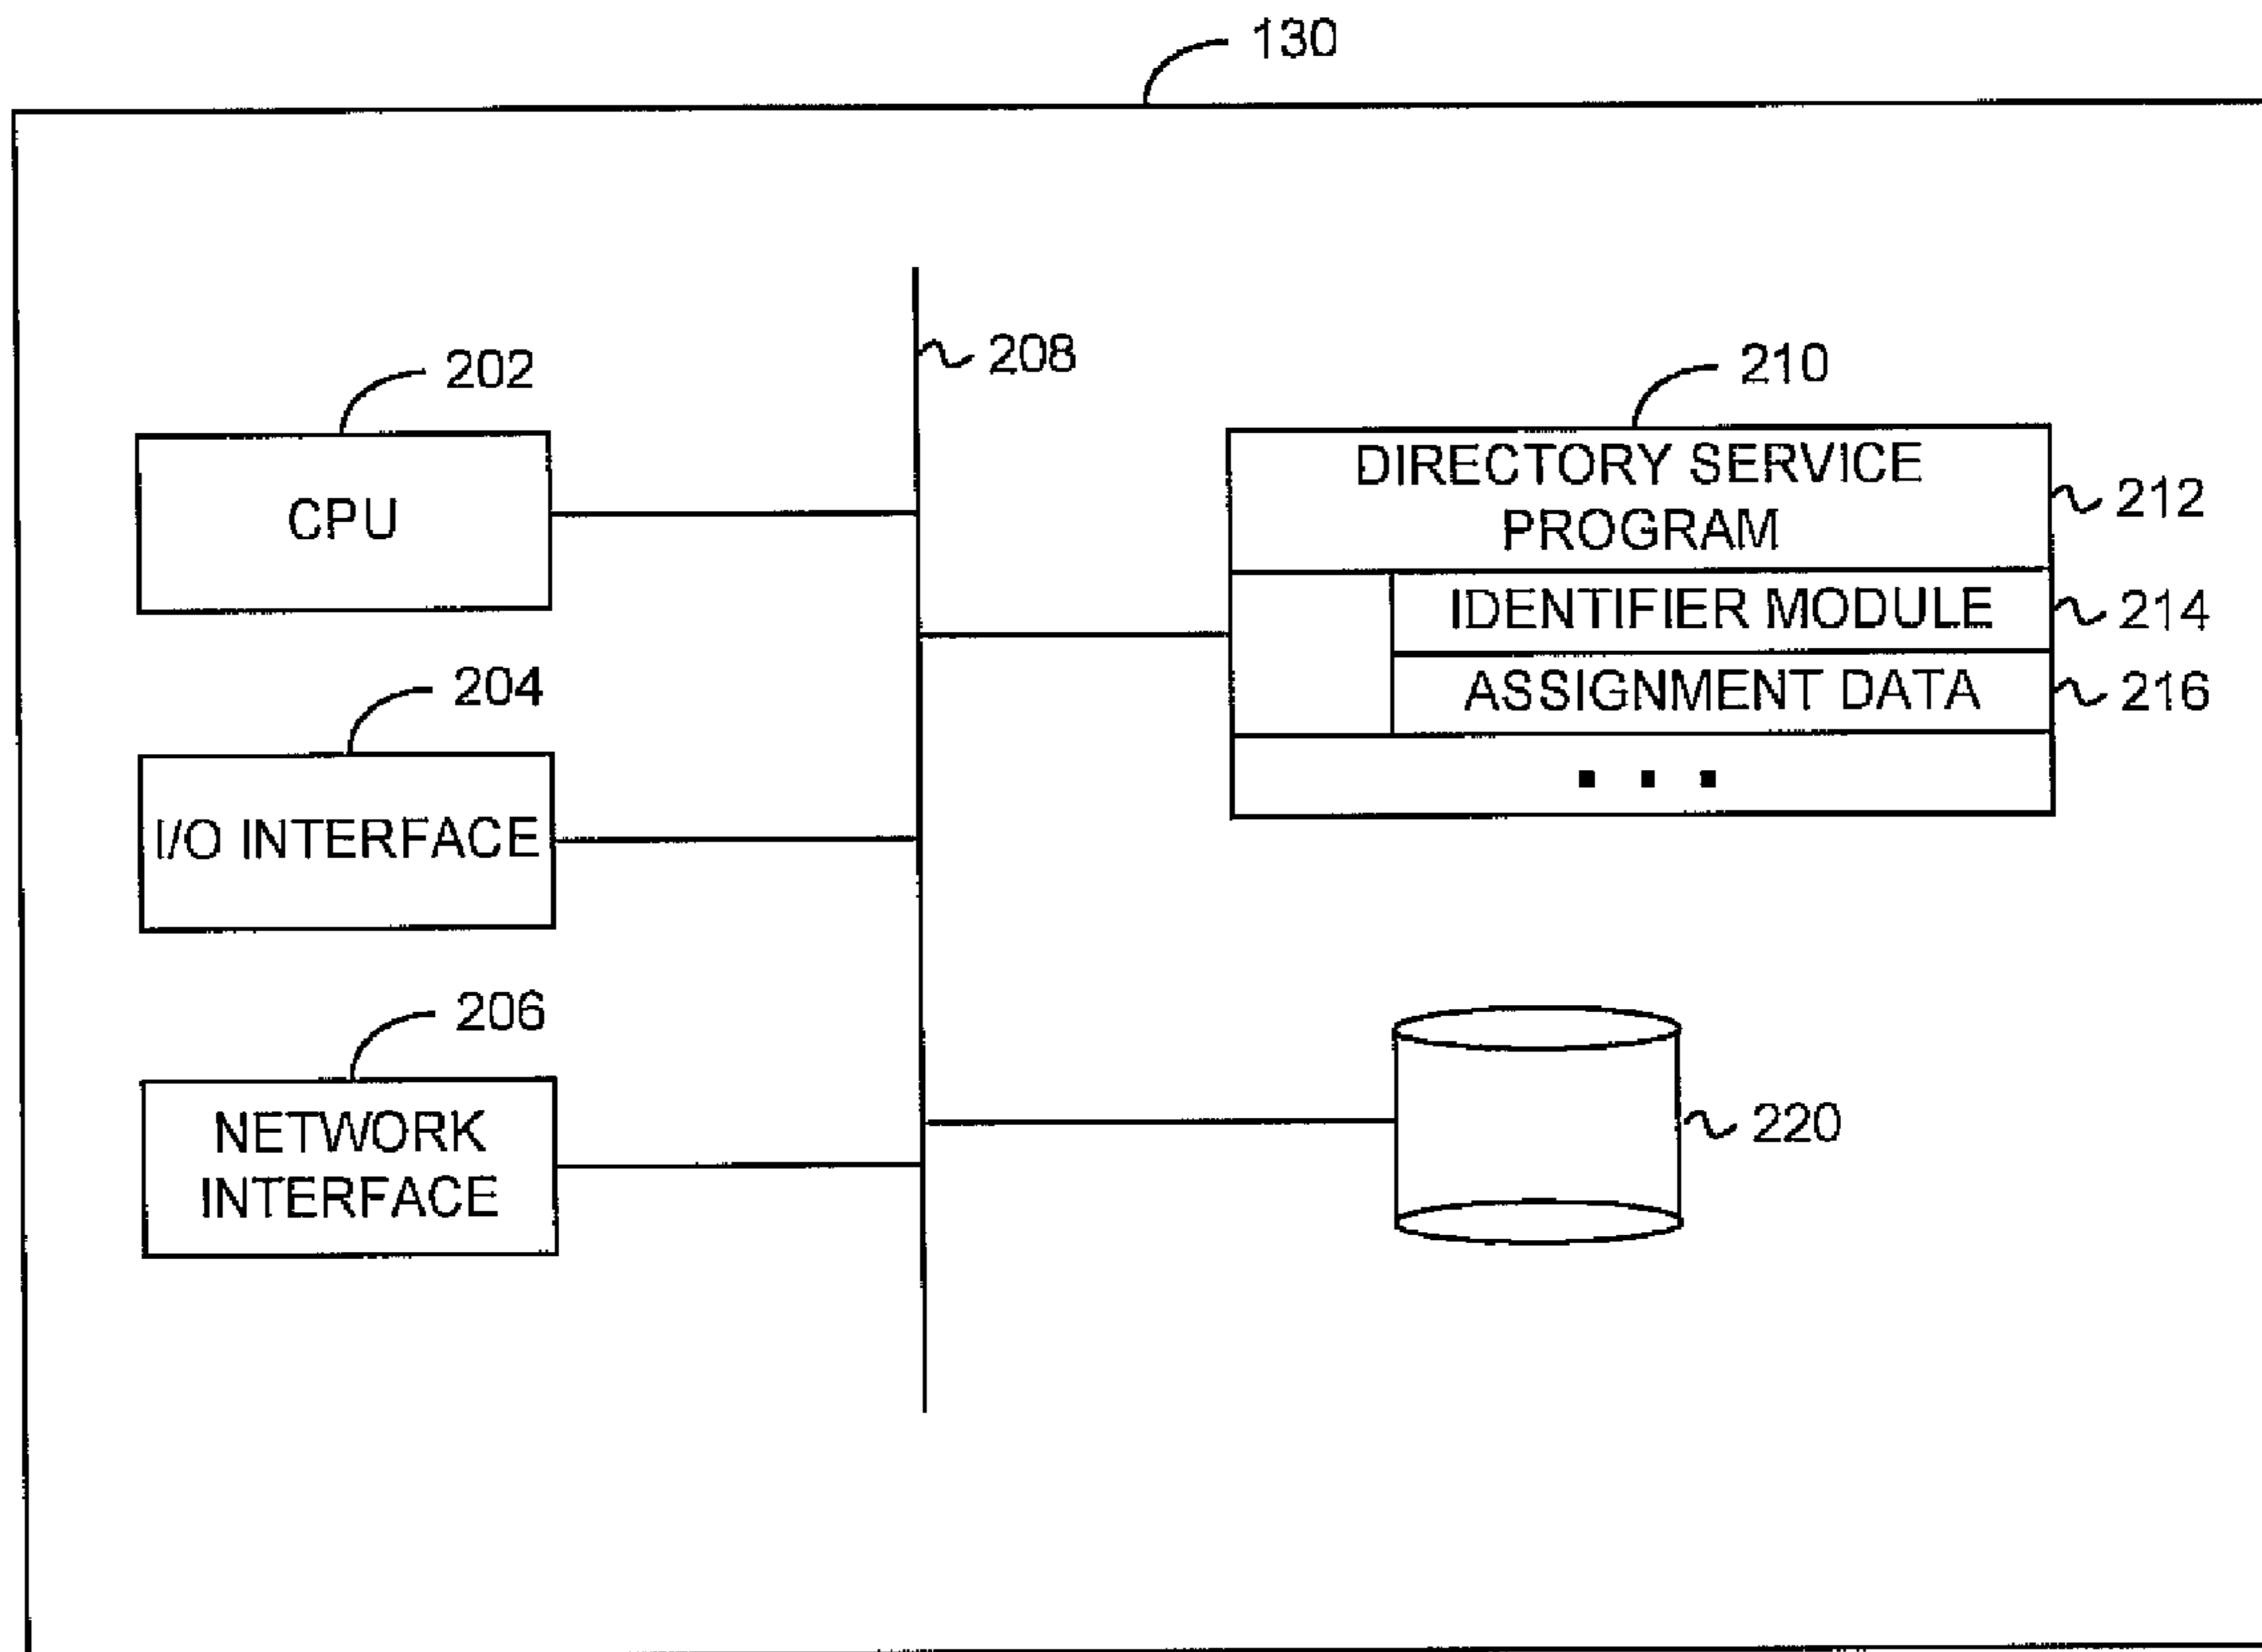 130
208
202
CPU
210
DIRECTORY SERVICE
PROGRAM
212
IDENTIFIER MODULE
214
ASSIGNMENT DATA
216
. . .
204
I/O INTERFACE
206
NETWORK
INTERFACE
220